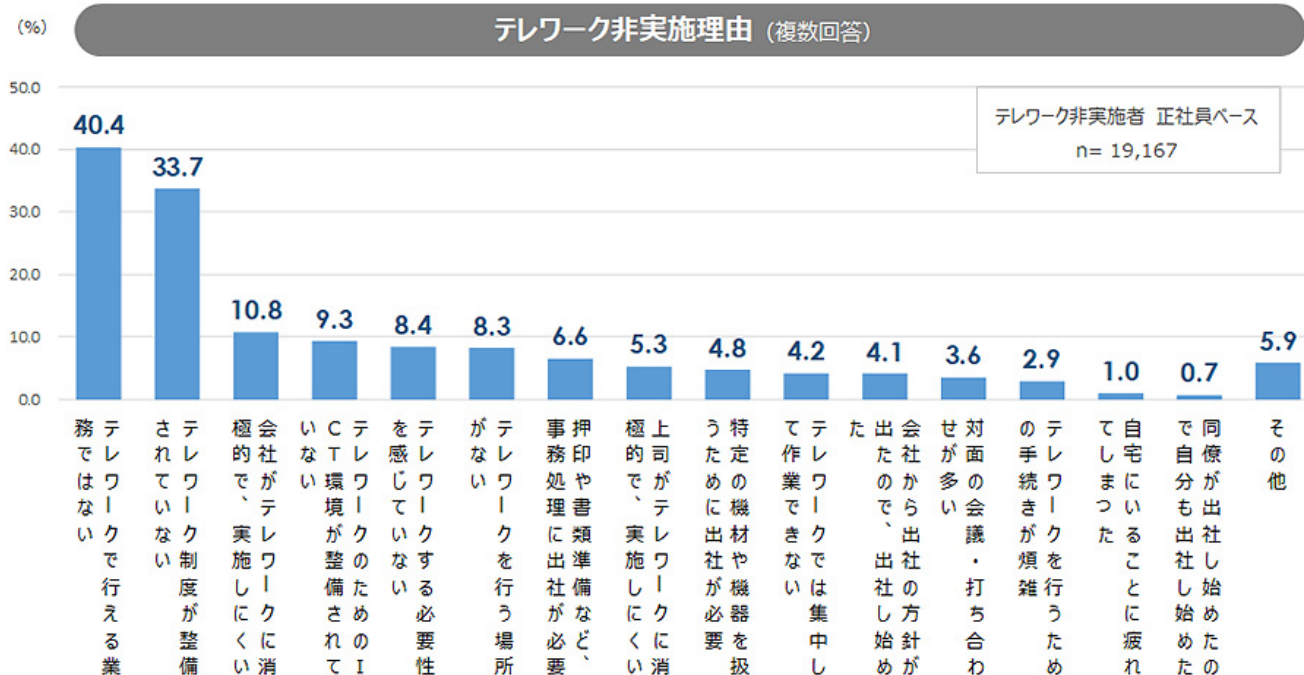 (%)
テレワーク非実施理由 (複数回答)
テレワーク非実施者 正社員ベース
n= 19,167
50.0
40.0
30.0
20.0
10.0
0.0
40.4
33.7
10.8
9.3
8.4
8.3
6.6
5.3
4.8
4.2
4.1
3.6
2.9
1.0
0.7
5.9
テレワークで行える業
務ではない
テレワーク制度が整備
されていない
会社がテレワークに消
極的で、実施しにくい
テレワークのためのI
CT環境が整備されて
いない
テレワークする必要性
を感じていない
テレワークを行う場所
がない
押印や書類準備など、
事務処理に出社が必要
上司がテレワークに消
極的で、実施しにくい
特定の機材や機器を扱
うために出社が必要
テレワークでは集中し
て作業できない
会社から出社の方針が
出たので、出社し始め
た
対面の会議・打ち合わ
せが多い
テレワークを行うため
の手続きが煩雑
自宅にいることに疲れ
てしまつた
同僚が出社し始めたの
で自分も出社し始めた
その他